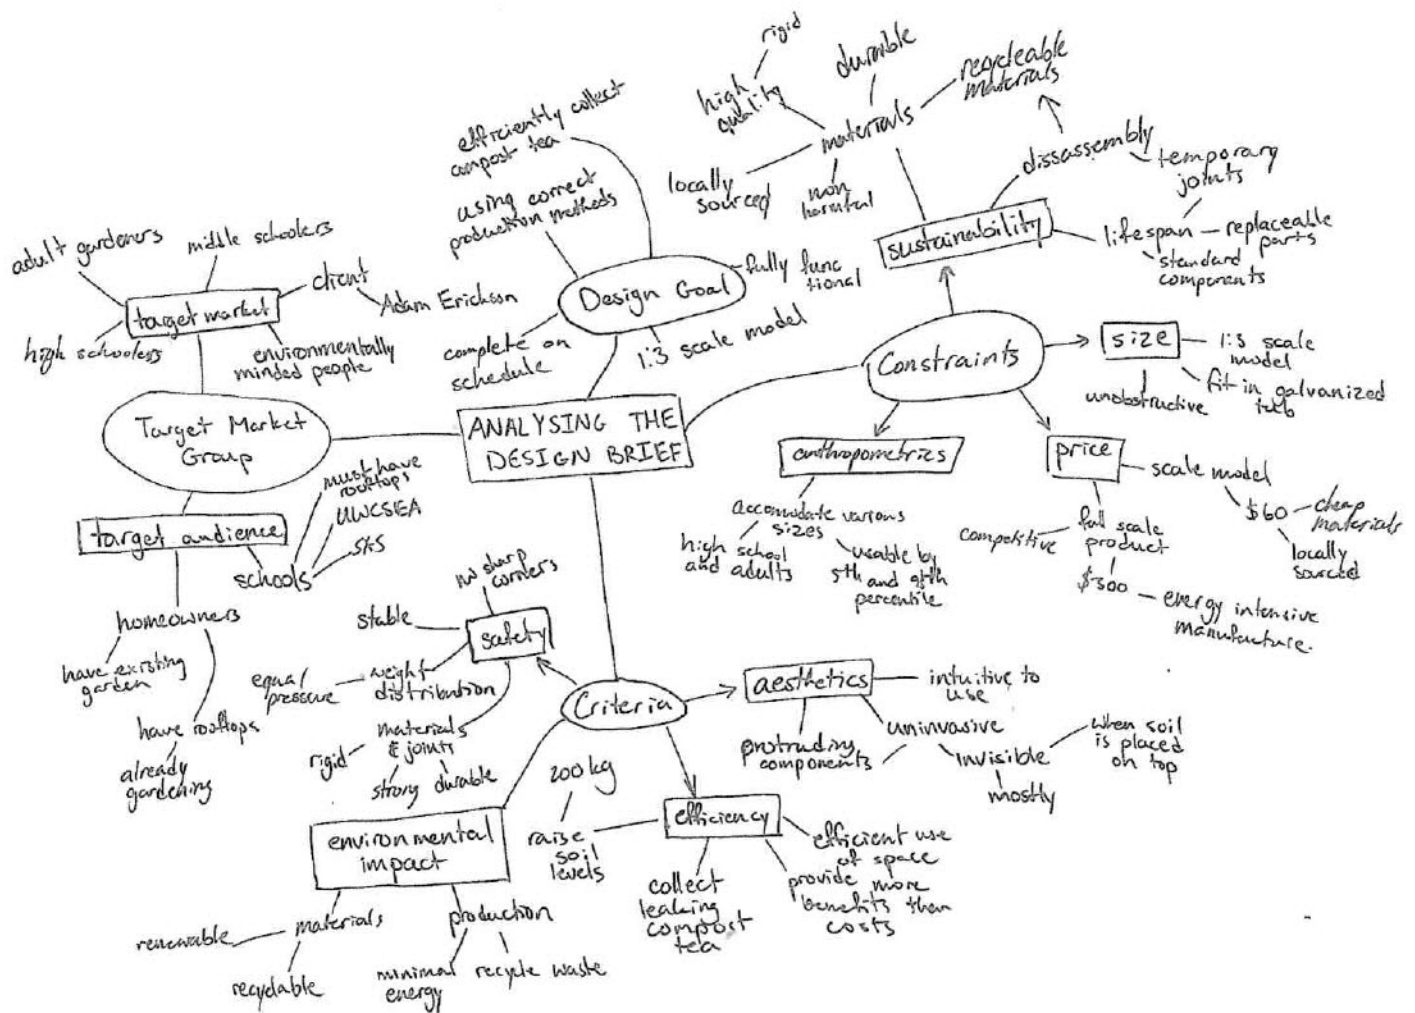 rigid
durable
high
quality
recycleable
materials
materials
efficiently collect
compost tea
locally
sourced
non
harmful
dissassembly
temporary
joints
using correct
production methods
sustainability
lifespan
replaceable
parts
standard
components
adult gardeners
middle schoolers
client
Adam Erickson
target market
high schoolers
environmentally
minded people
Design Goal
fully func
tional
complete on
schedule
1:3 scale model
Constraints
size
1:3 scale
model
fit in galvanized
tub
unobstructive
Target Market
Group
ANALYSING THE
DESIGN BRIEF
anthropometrics
accomodate various
sizes
high school
and adults
usable by
5th and 95th
percentile
price
scale model
$60
cheap
materials
locally
sourced
full scale
product
competitive
$300
energy intensive
manufacture.
target audience
must have
rooftops
UWCSEA
SAS
schools
homeowners
have existing
garden
have rooftops
already
gardening
no sharp
corners
stable
safety
equal
pressure
weight
distribution
materials
& joints
rigid
strong
durable
Criteria
aesthetics
intuitive to
use
uninvasive
protruding
components
invisible
mostly
when soil
is placed
on top
200kg
raise
soil
levels
efficiency
efficient use
of space
provide more
benefits than
costs
collect
leaking
compost
tea
environmental
impact
materials
renewable
recyclable
production
minimal
energy
recycle waste